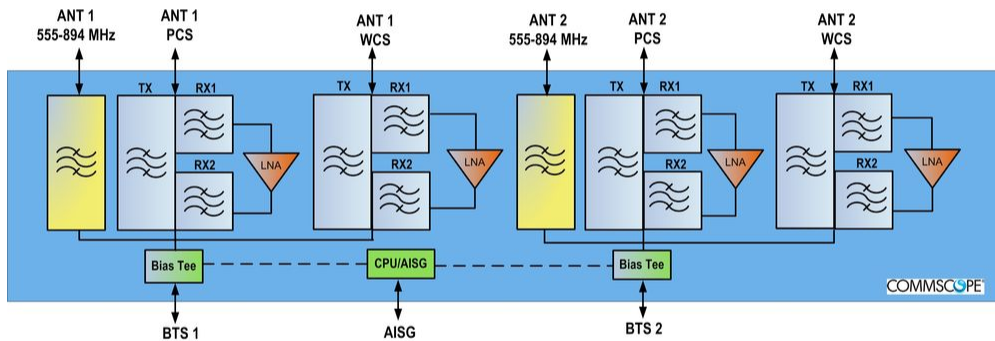 ANT 1
555-894 MHz
ANT 1
PCS
ANT 1
WCS
ANT 2
555-894 MHz
ANT 2
PCS
ANT 2
WCS
TX
RX1
RX2
LNA
TX
RX1
RX2
LNA
TX
RX1
RX2
LNA
TX
RX1
RX2
LNA
Bias Tee
CPU/AISG
Bias Tee
COMMSCOPE®
BTS 1
AISG
BTS 2